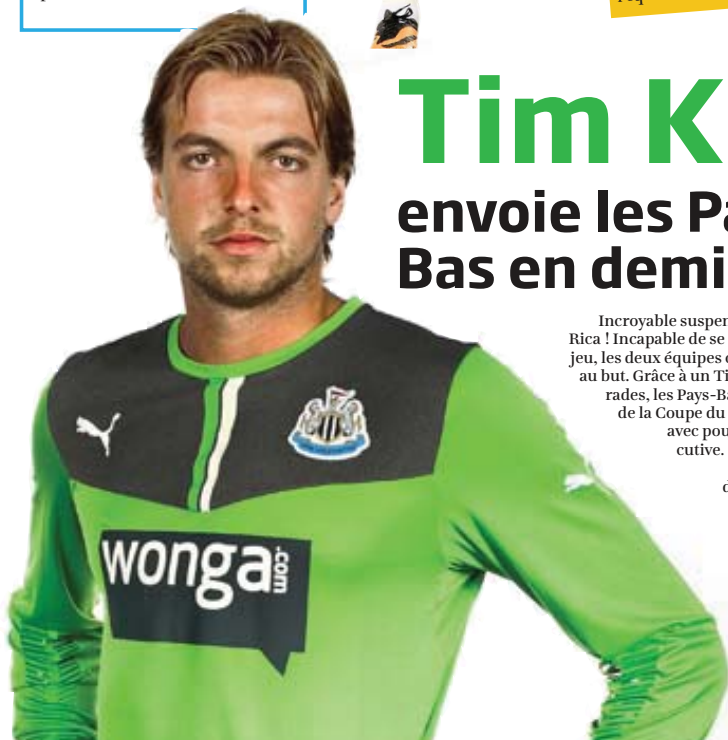 Tim K
envoie les Pa
Bas en demi
Incroyable suspen
Rica ! Incapable de se
jeu, les deux équipes
au but. Grâce à un Ti
rades, les Pays-Ba
de la Coupe du
avec pou
cutive.
d
wonga.com